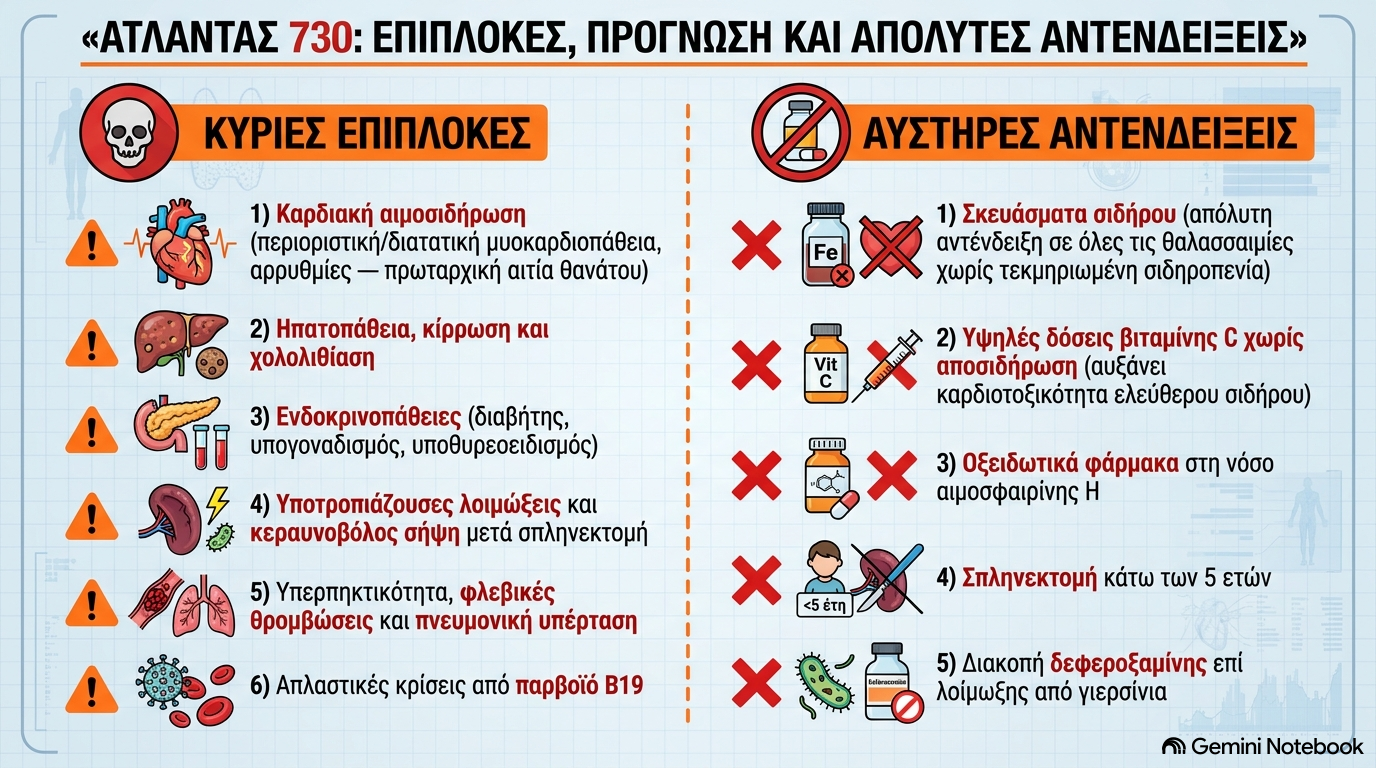 «ΑΤΛΑΝΤΑΣ 730: ΕΠΙΠΛΟΚΕΣ, ΠΡΟΓΝΩΣΗ ΚΑΙ ΑΠΟΛΥΤΕΣ ΑΝΤΕΝΔΕΙΞΕΙΣ»
ΚΥΡΙΕΣ ΕΠΙΠΛΟΚΕΣ
1) Καρδιακή αιμοσιδήρωση
(περιοριστική/διατατική μυοκαρδιοπάθεια,
αρρυθμίες — πρωταρχική αιτία θανάτου)
2) Ηπατοπάθεια, κίρρωση και
χολολιθίαση
3) Ενδοκρινοπάθειες (διαβήτης,
υπογοναδισμός, υποθυρεοειδισμός)
4) Υποτροπιάζουσες λοιμώξεις και
κεραυνοβόλος σήψη μετά σπληνεκτομή
5) Υπερπηκτικότητα, φλεβικές
θρομβώσεις και πνευμονική υπέρταση
6) Απλαστικές κρίσεις από παρβοϊό Β19
ΑΥΣΤΗΡΕΣ ΑΝΤΕΝΔΕΙΞΕΙΣ
Fe
1) Σκευάσματα σιδήρου (απόλυτη
αντένδειξη σε όλες τις θαλασσαιμίες
χωρίς τεκμηριωμένη σιδηροπενία)
Vit
C
2) Υψηλές δόσεις βιταμίνης C χωρίς
αποσιδήρωση (αυξάνει
καρδιοτοξικότητα ελεύθερου σιδήρου)
3) Οξειδωτικά φάρμακα στη νόσο
αιμοσφαιρίνης Η
<5 έτη
4) Σπληνεκτομή κάτω των 5 ετών
5) Διακοπή δεφεροξαμίνης επί
λοίμωξης από γιερσίνια
Gemini Notebook